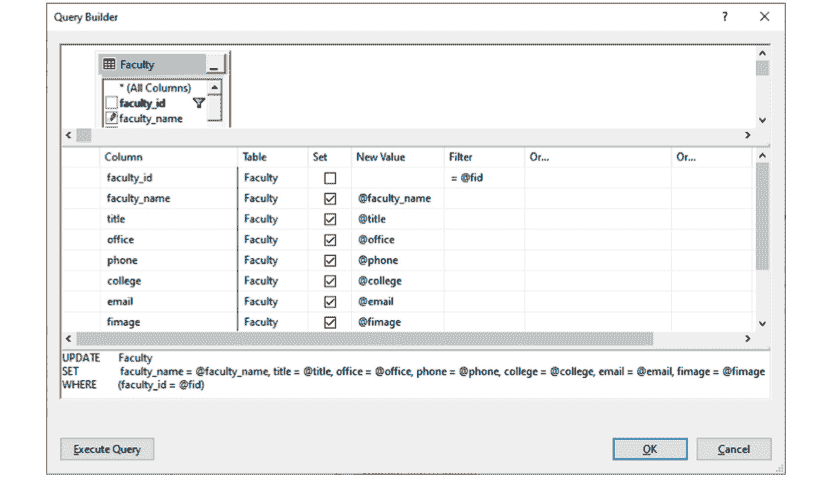 Query Builder
Faculty
* (All Columns)
faculty_id
faculty_name
Column Table Set New Value Filter Or... Or...
faculty_id Faculty = @fid
faculty_name Faculty @faculty_name
title Faculty @title
office Faculty @office
phone Faculty @phone
college Faculty @college
email Faculty @email
fimage Faculty @fimage
UPDATE Faculty
SET faculty_name = @faculty_name, title = @title, office = @office, phone = @phone, college = @college, email = @email, fimage = @fimage
WHERE (faculty_id = @fid)
Execute Query OK Cancel